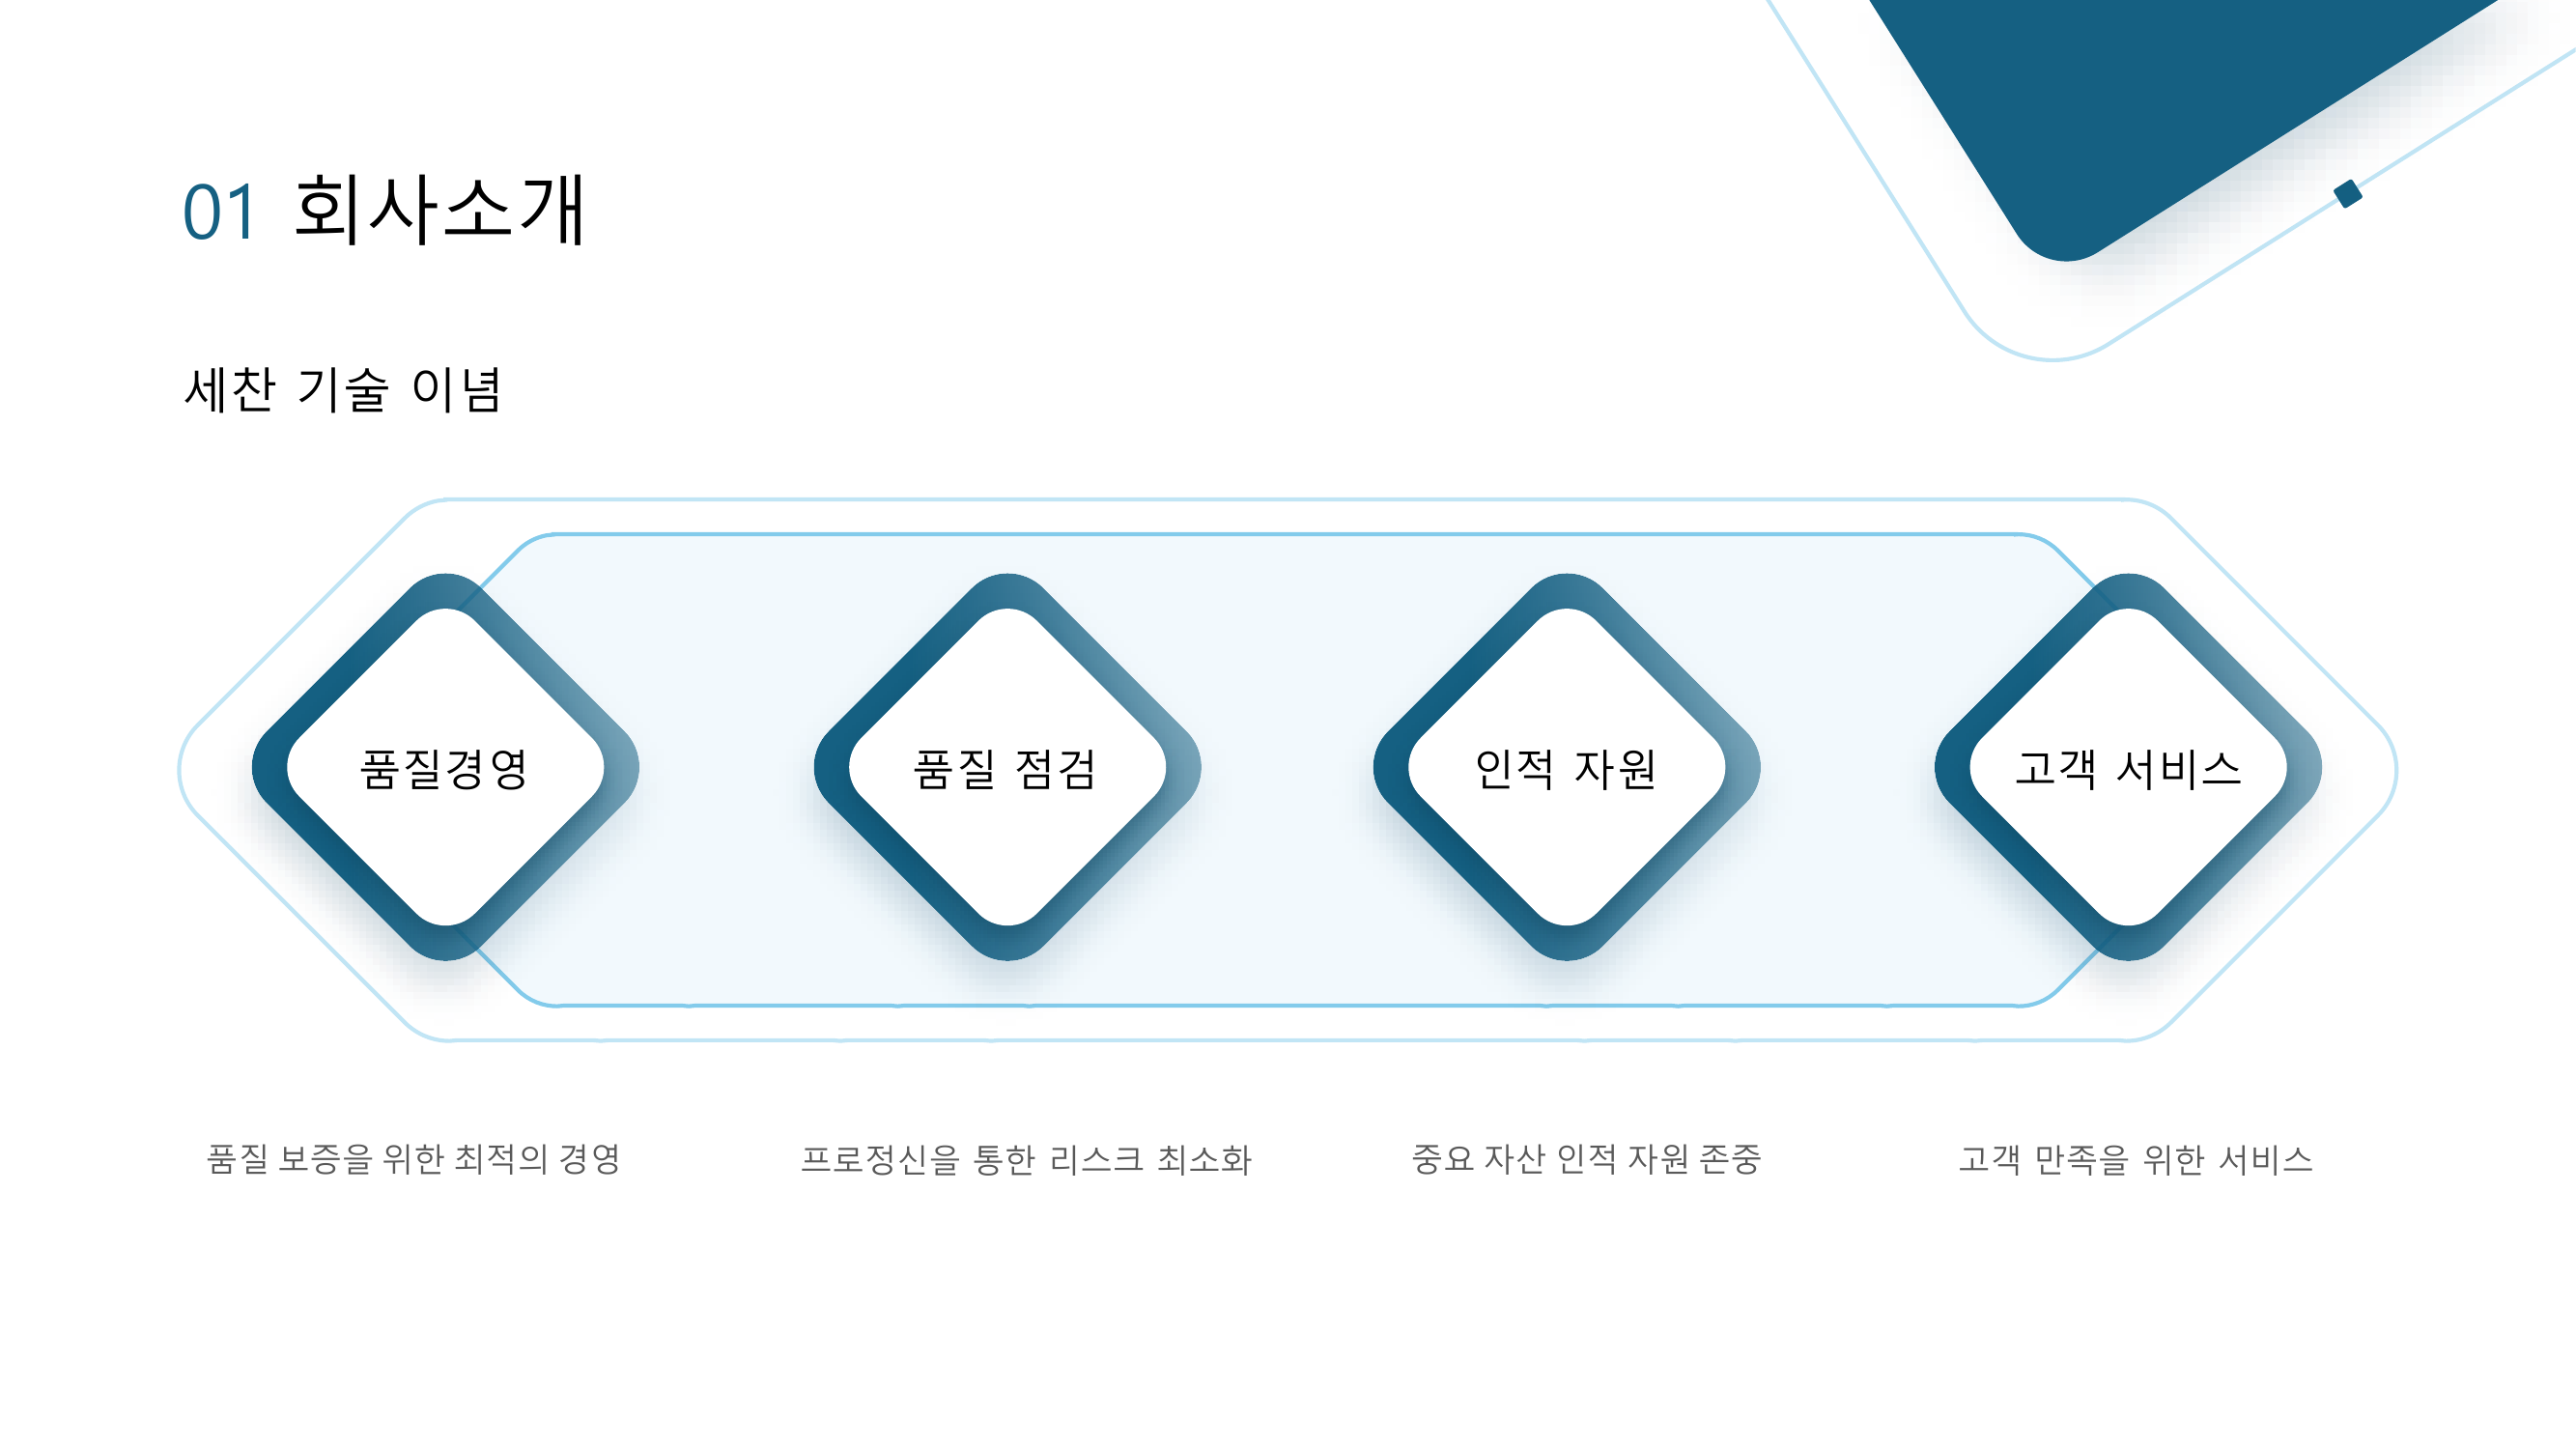 01 회사소개
세찬 기술 이념
품질경영
품질 점검
인적 자원
고객 서비스
품질 보증을 위한 최적의 경영
프로정신을 통한 리스크 최소화
중요 자산 인적 자원 존중
고객 만족을 위한 서비스